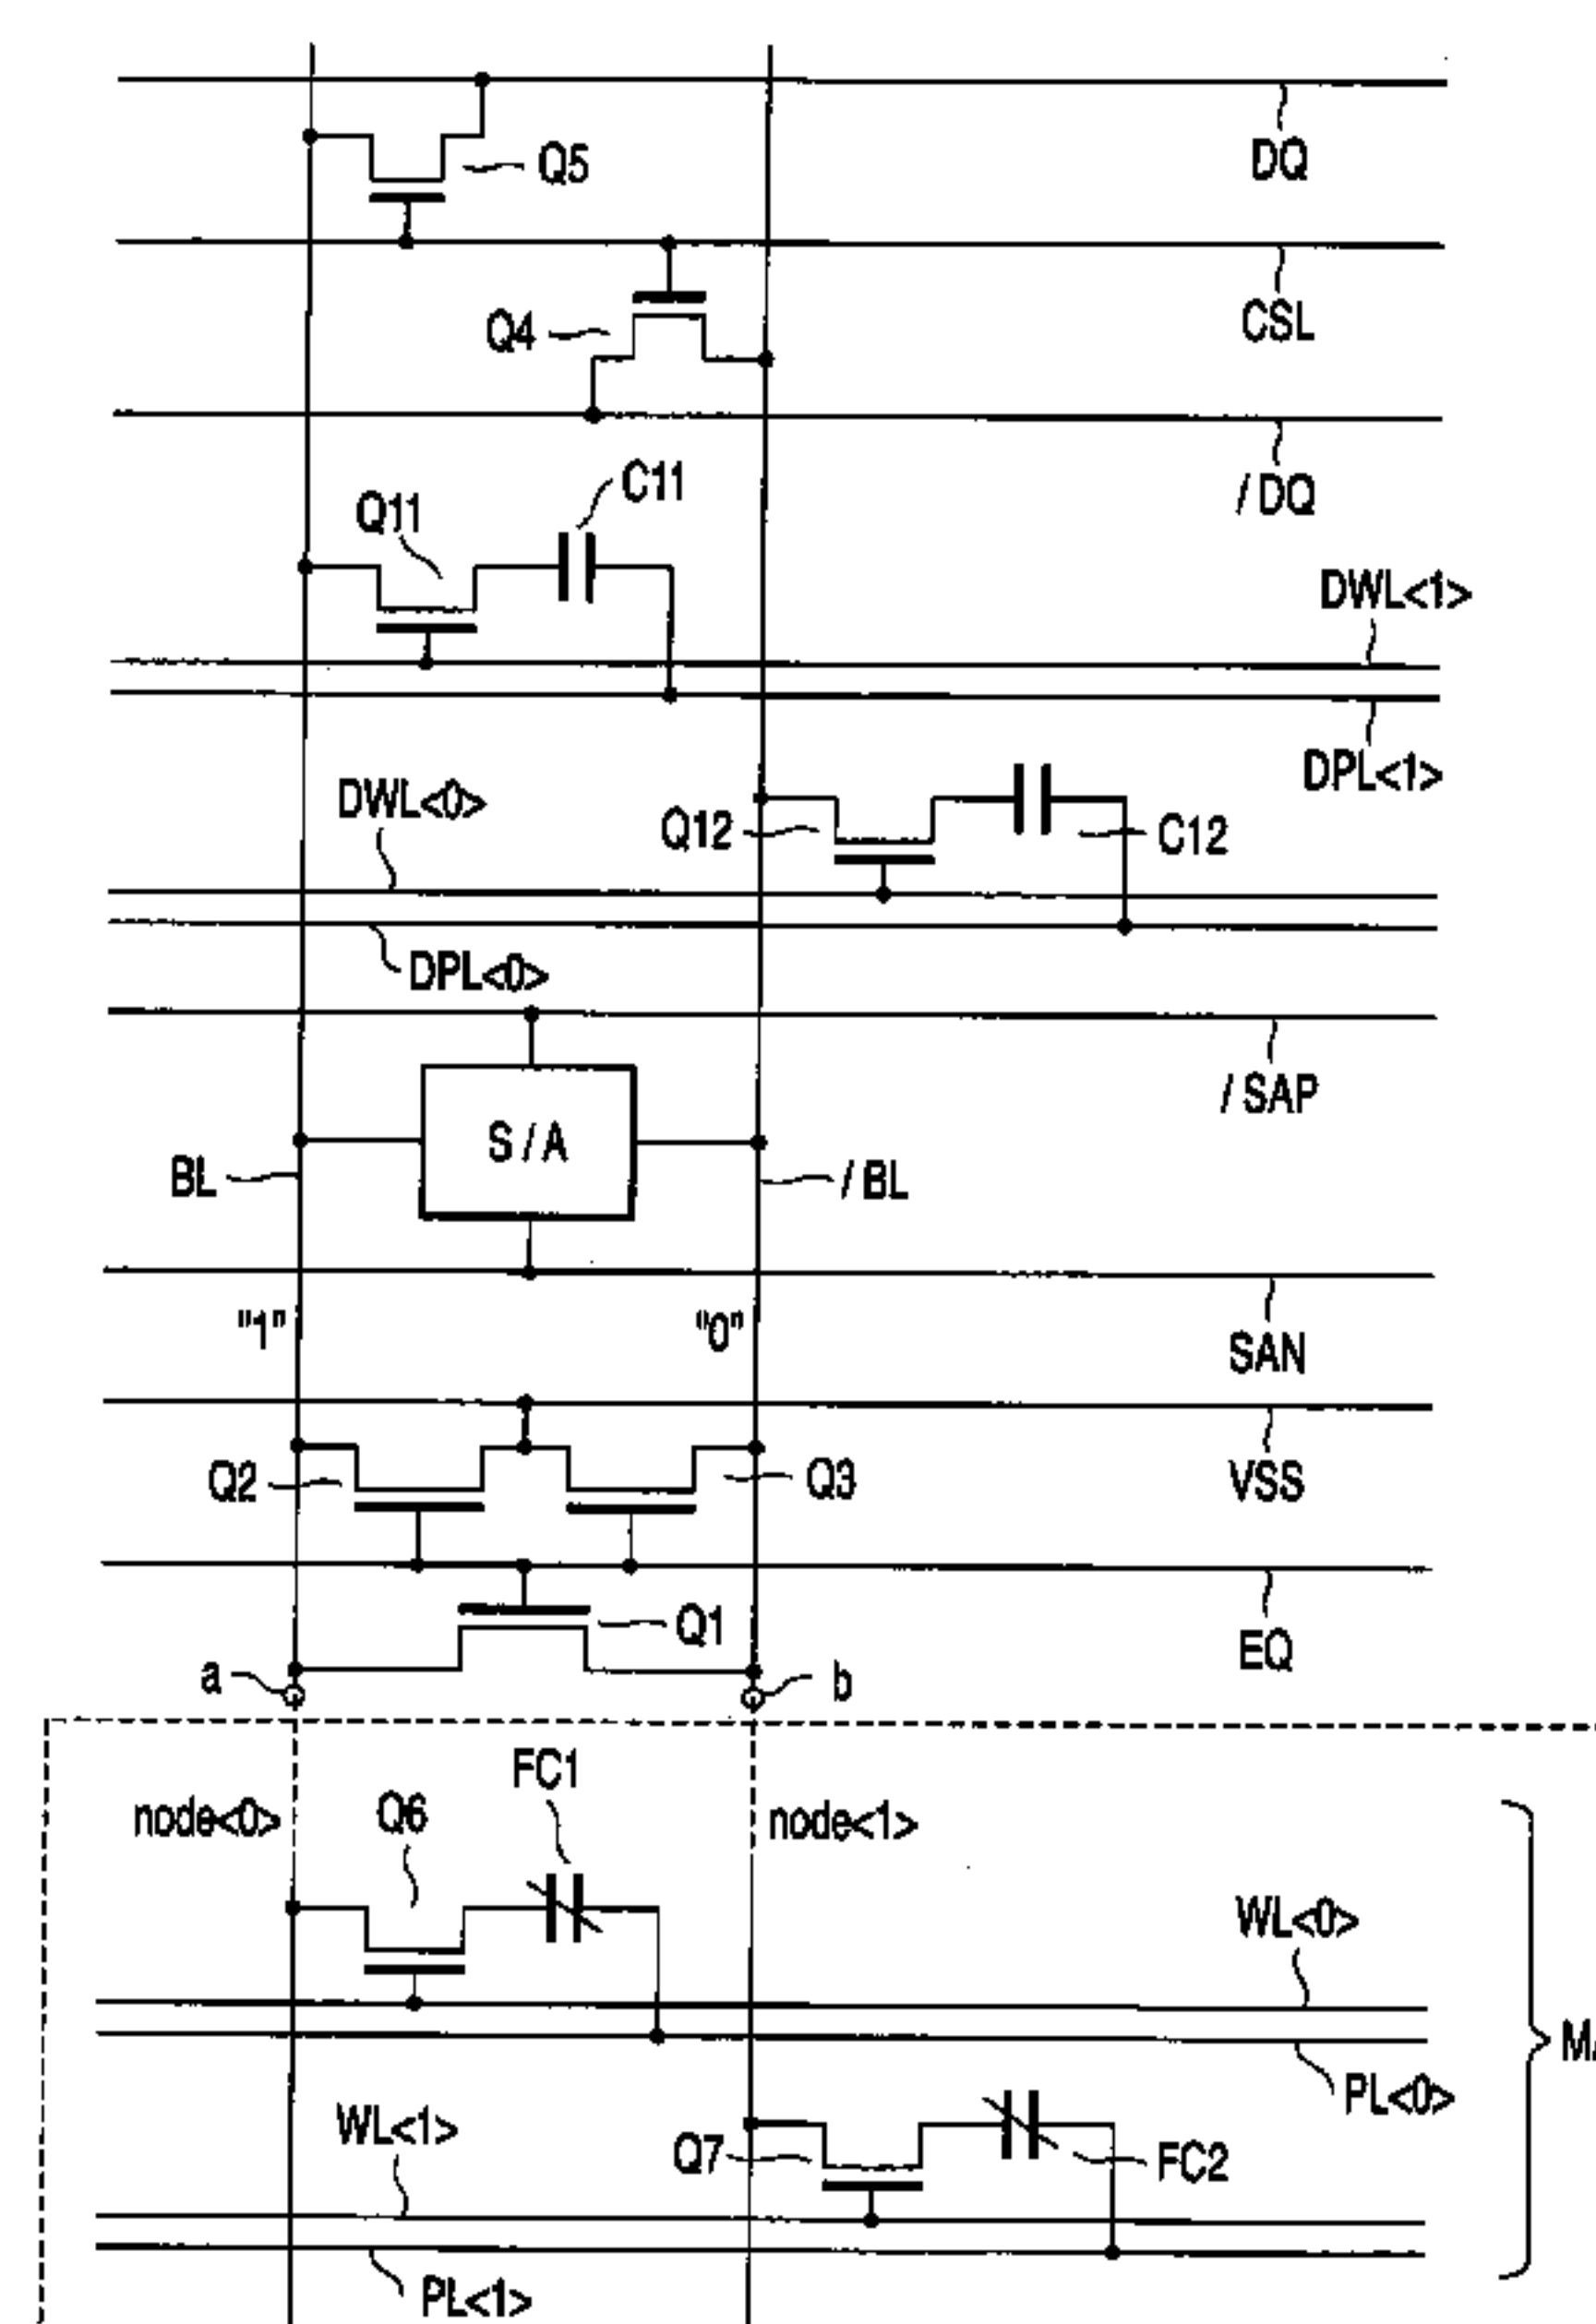 Q5
DQ
Q4
CSL
/ DQ
Q11
C11
DWL<1>
DPL<1>
DWL<0>
Q12
C12
DPL<0>
S / A
/ SAP
BL
/ BL
"1"
"0"
SAN
Q2
Q3
VSS
Q1
EQ
a
b
FC1
node<0>
Q6
node<1>
WL<0>
PL<0>
WL<1>
Q7
FC2
PL<1>